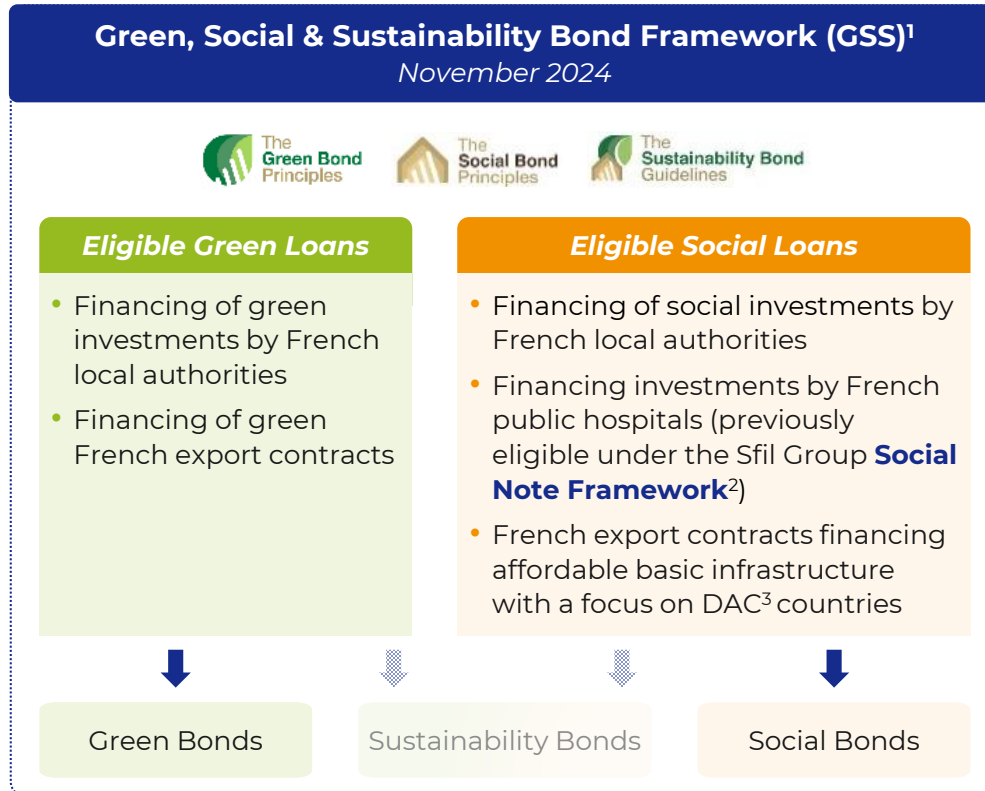 Green, Social & Sustainability Bond Framework (GSS)¹
November 2024
The
Green Bond
Principles
The
Social Bond
Principles
The
Sustainability Bond
Guidelines
Eligible Green Loans
• Financing of green
investments by French
local authorities
• Financing of green
French export contracts
Eligible Social Loans
• Financing of social investments by
French local authorities
• Financing investments by French
public hospitals (previously
eligible under the Sfil Group Social
Note Framework²)
• French export contracts financing
affordable basic infrastructure
with a focus on DAC³ countries
Green Bonds
Sustainability Bonds
Social Bonds